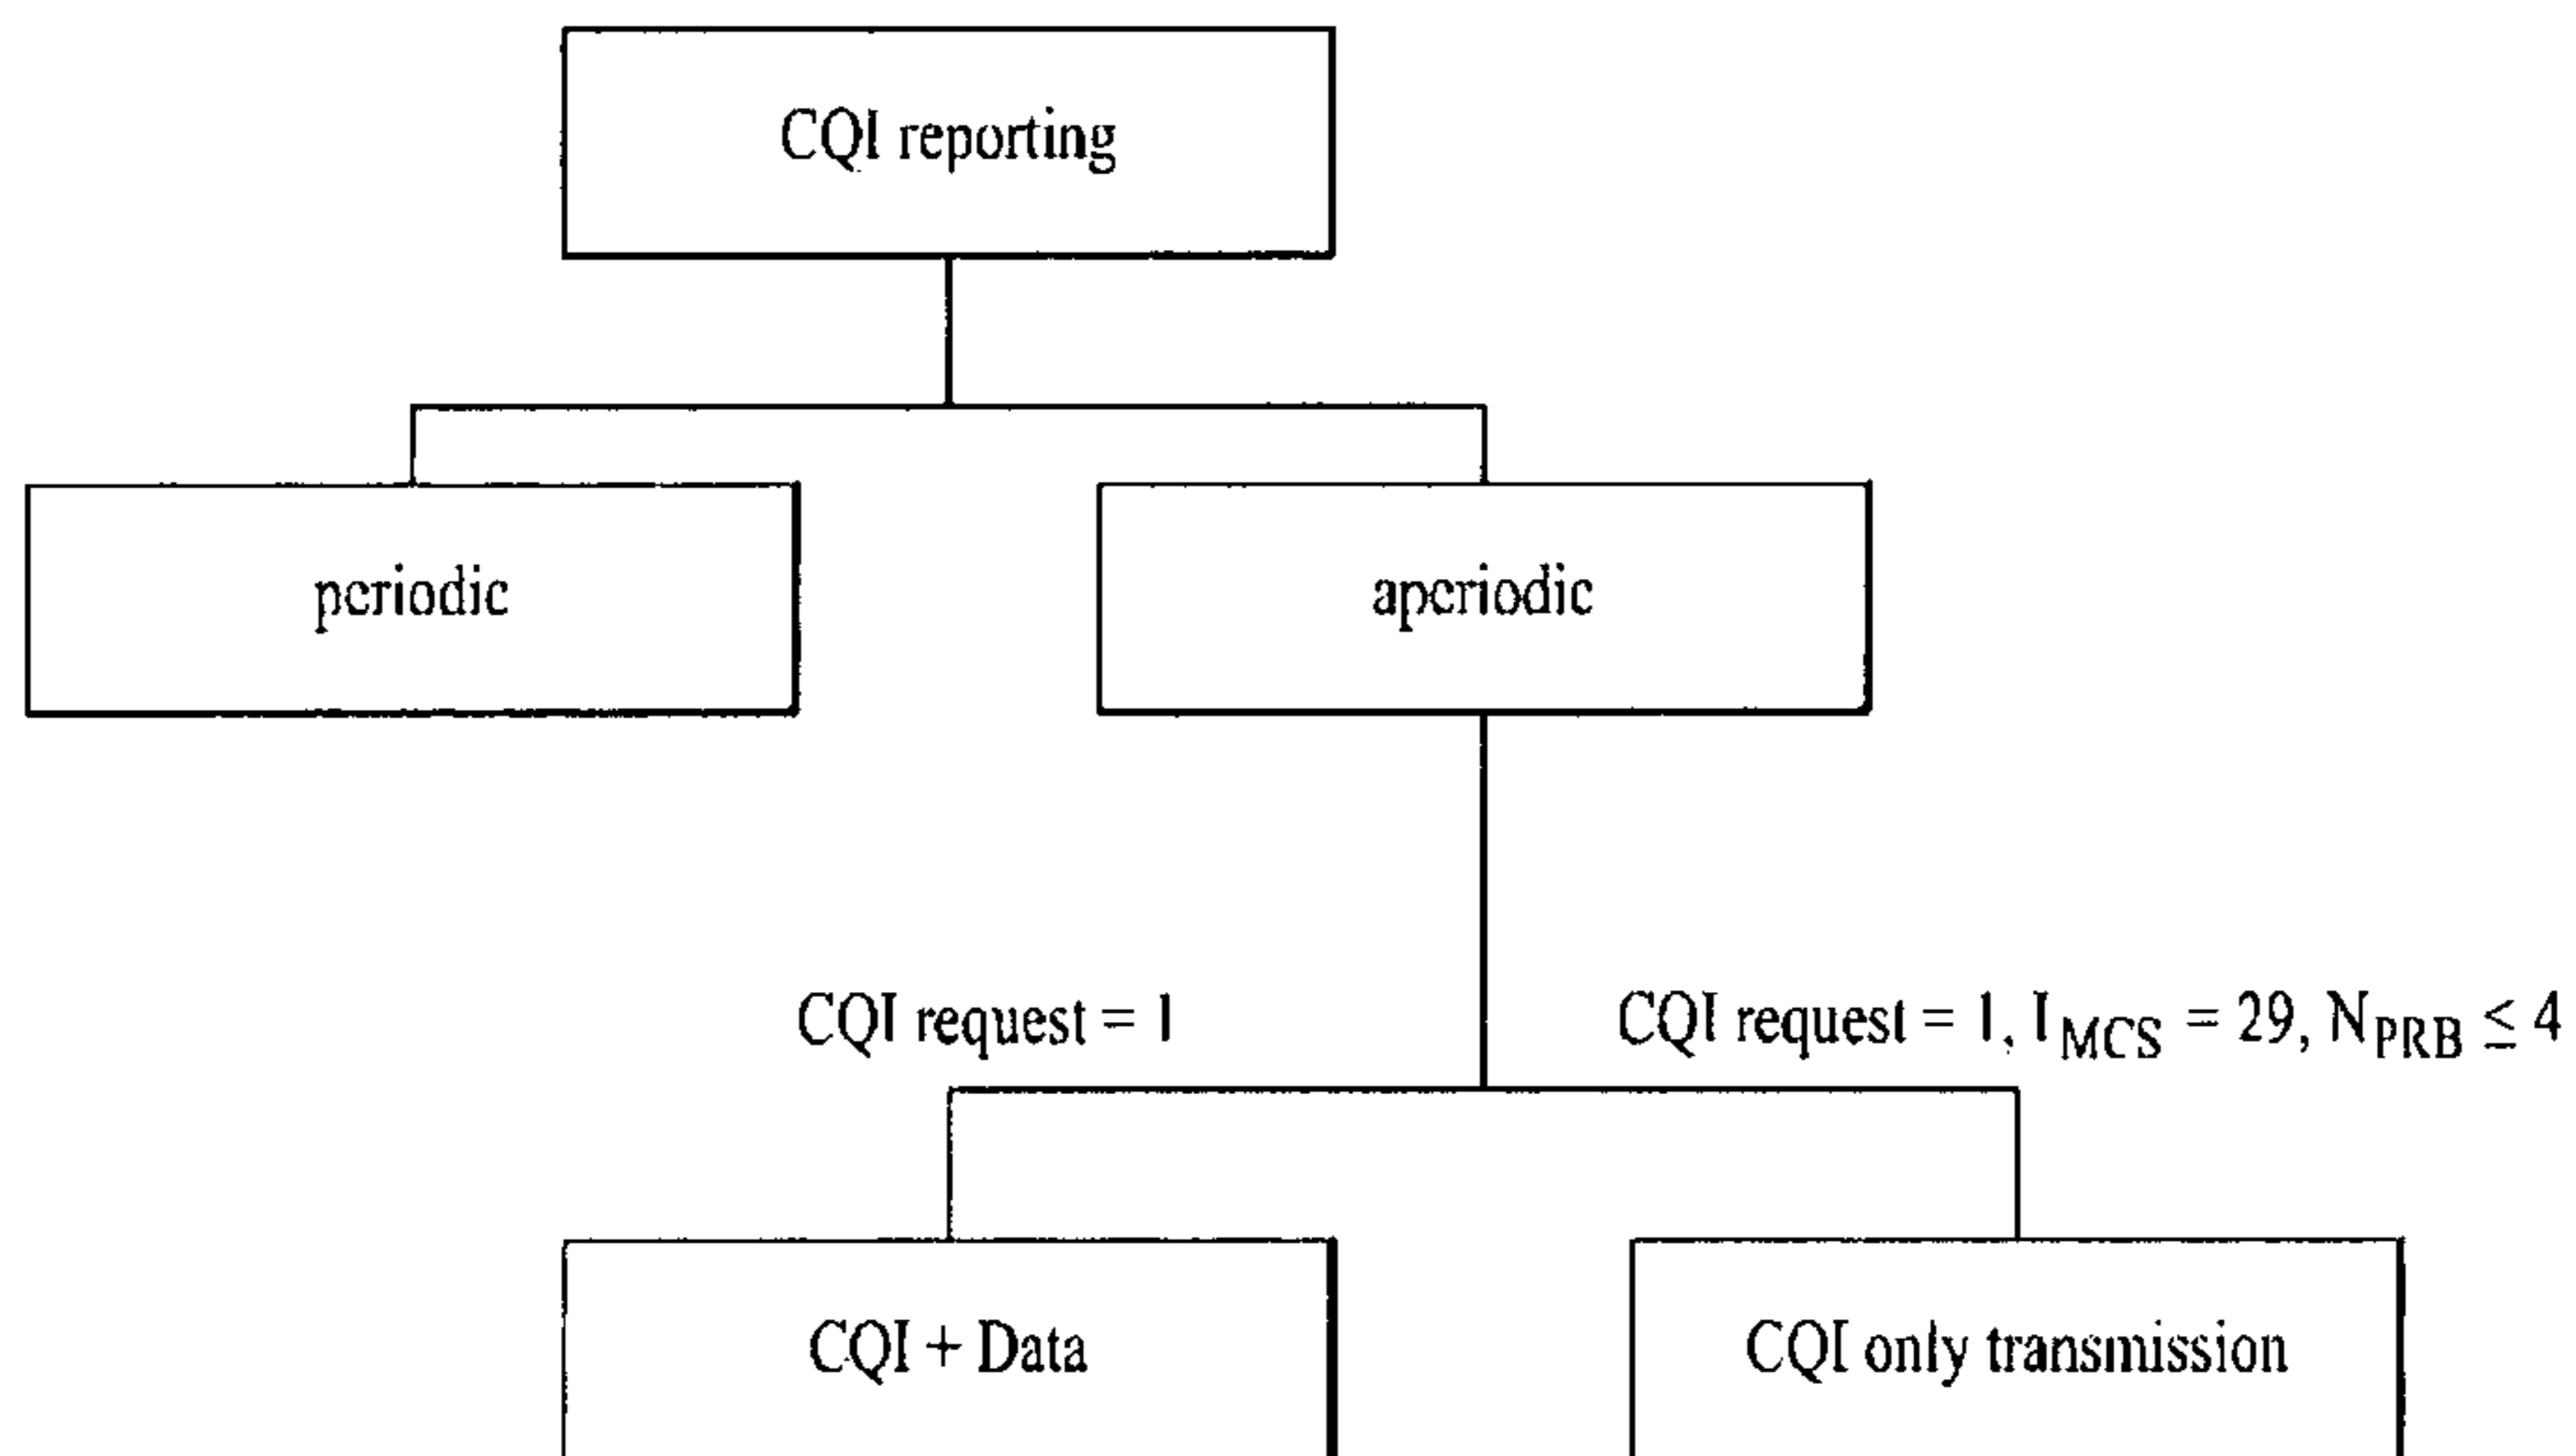 CQI reporting
periodic
aperiodic
CQI request = 1
CQI request = 1, I_MCS = 29, N_PRB ≤ 4
CQI + Data
CQI only transmission